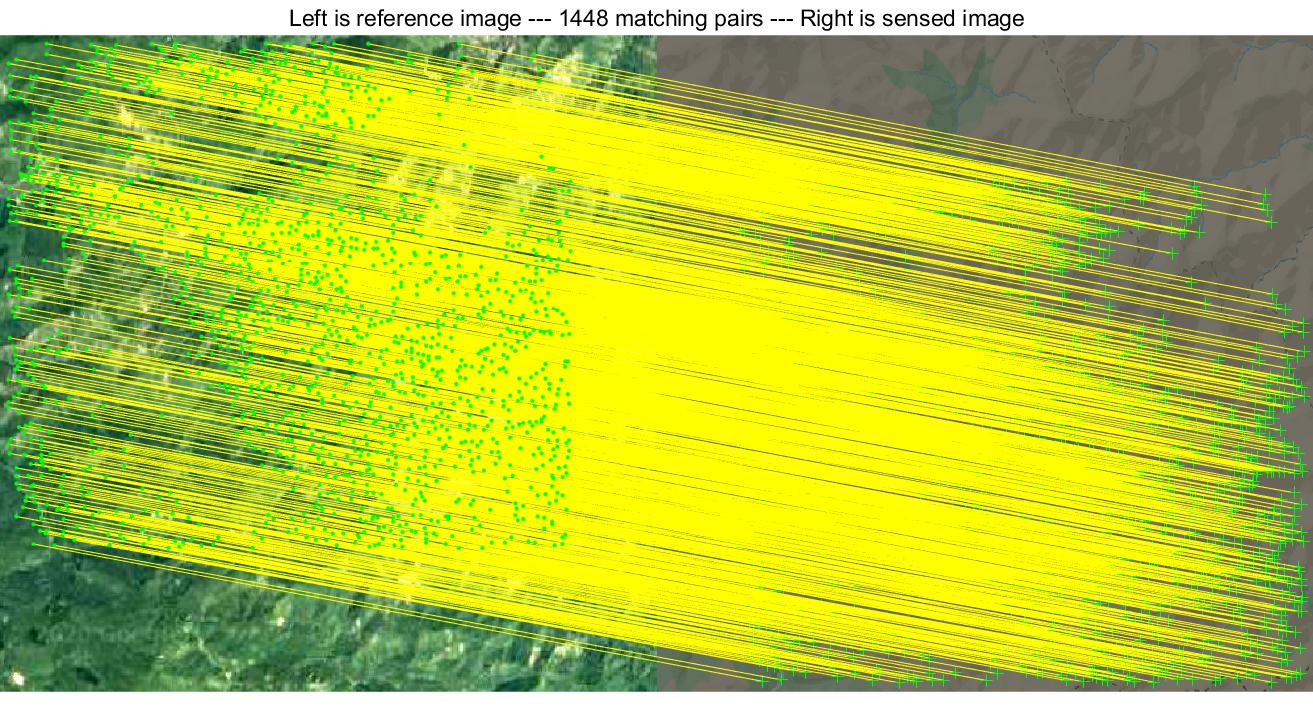 Left is reference image --- 1448 matching pairs --- Right is sensed image